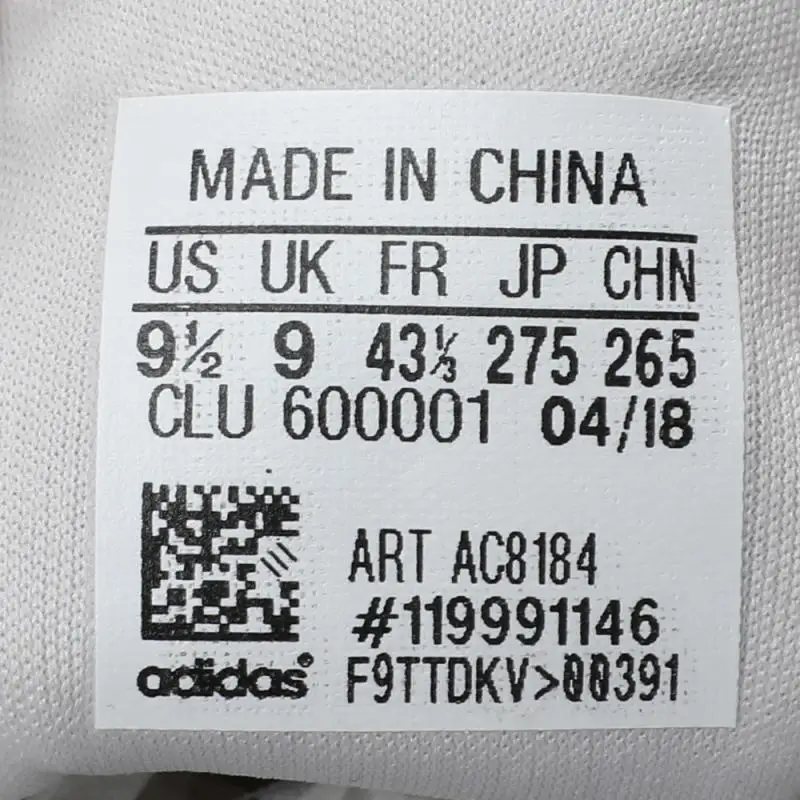 MADE IN CHINA
US UK FR JP CHN
9½ 9 43⅓ 275 265
CLU 600001 04/18
ART AC8184
#119991146
adidas® F9TTDKV>00391